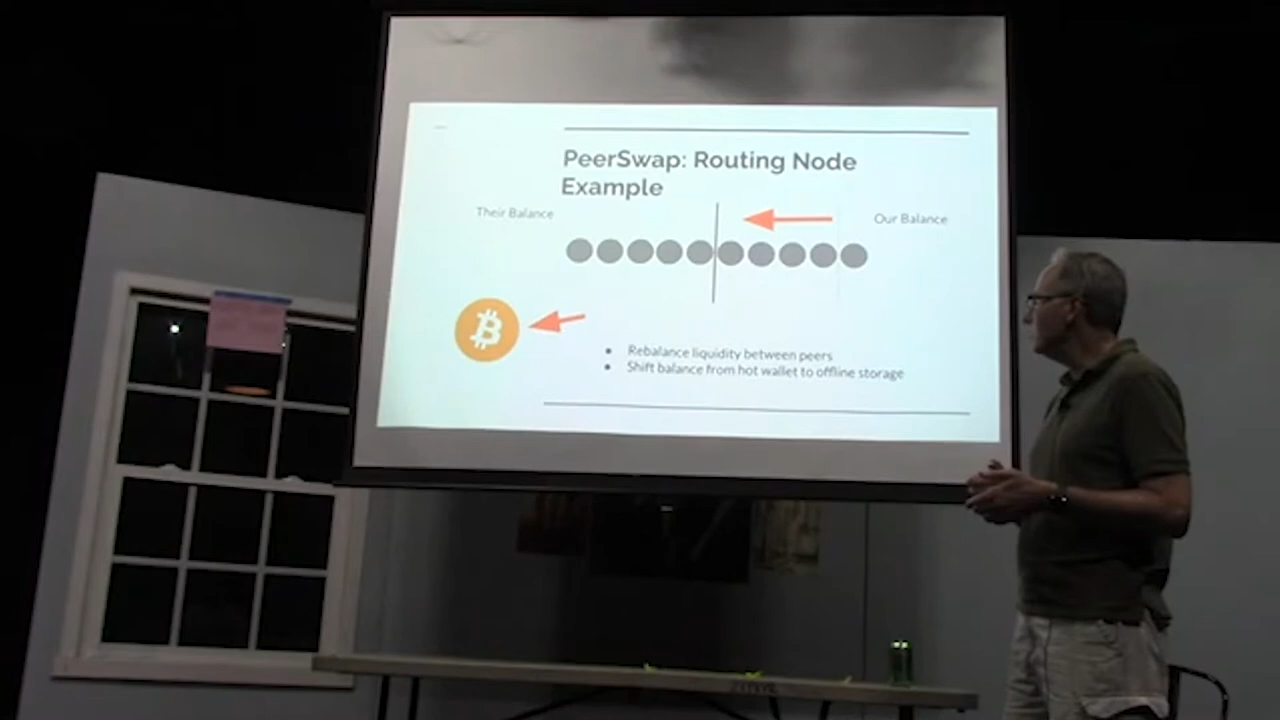 PeerSwap: Routing Node
Example
Their Balance
Our Balance
Rebalance liquidity between peers
Shift balance from hot wallet to offline storage